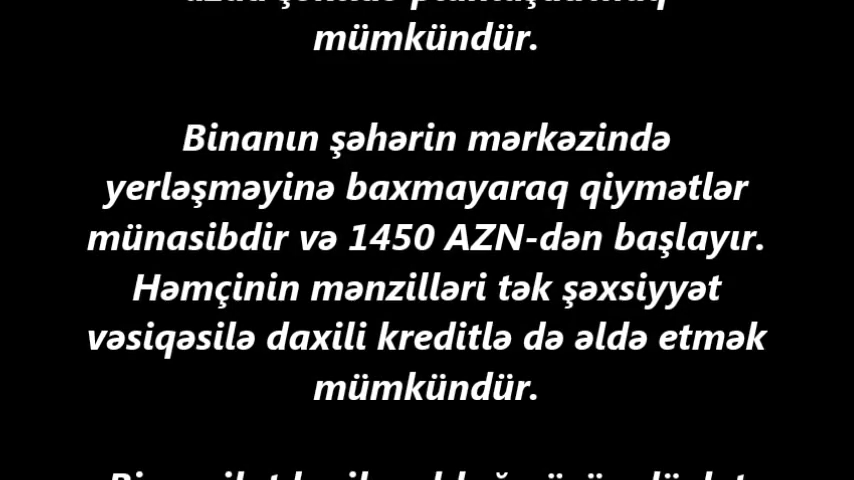 mümkündür.
Binanın şəhərin mərkəzində
yerləşməyinə baxmayaraq qiymətlər
münasibdir və 1450 AZN-dən başlayır.
Həmçinin mənzilləri tək şəxsiyyət
vəsiqəsilə daxili kreditlə də əldə etmək
mümkündür.